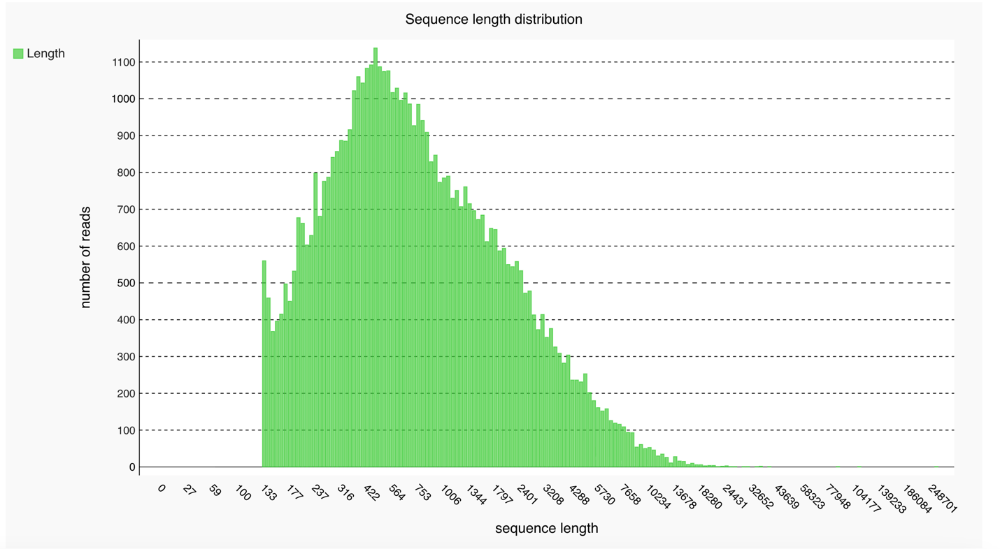 Sequence length distribution
Length
number of reads
1100
1000
900
800
700
600
500
400
300
200
100
0
0 27 59 100 133 177 237 316 422 564 753 1006 1344 1797 2401 3208 4288 5730 7658 10234 13678 18280 24431 32652 43639 58323 77948 104177 139233 186084 248701
sequence length